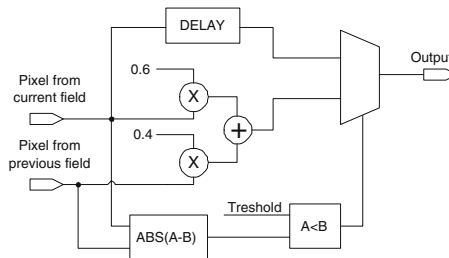 DELAY
Output
Pixel from
current field
0.6
X
+
Pixel from
previous field
0.4
X
Treshold
A<B
ABS(A-B)